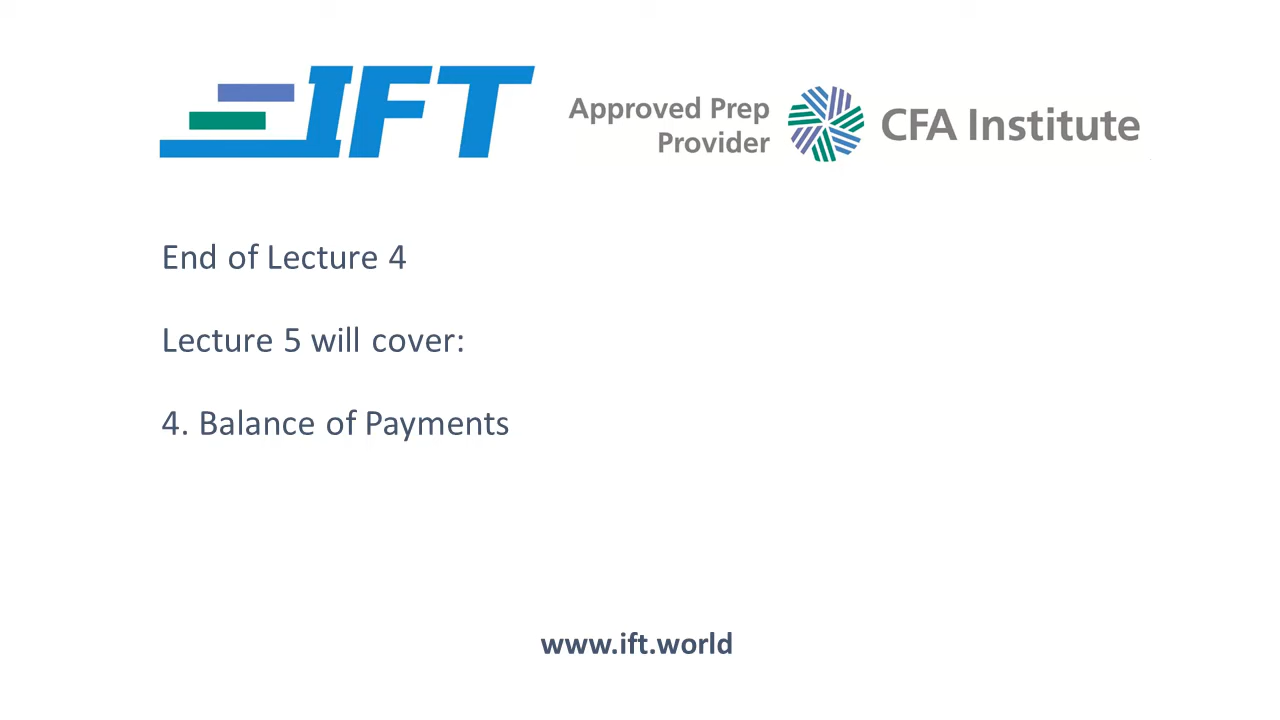 IFT
Approved Prep
Provider
CFA Institute
End of Lecture 4
Lecture 5 will cover:
4. Balance of Payments
www.ift.world